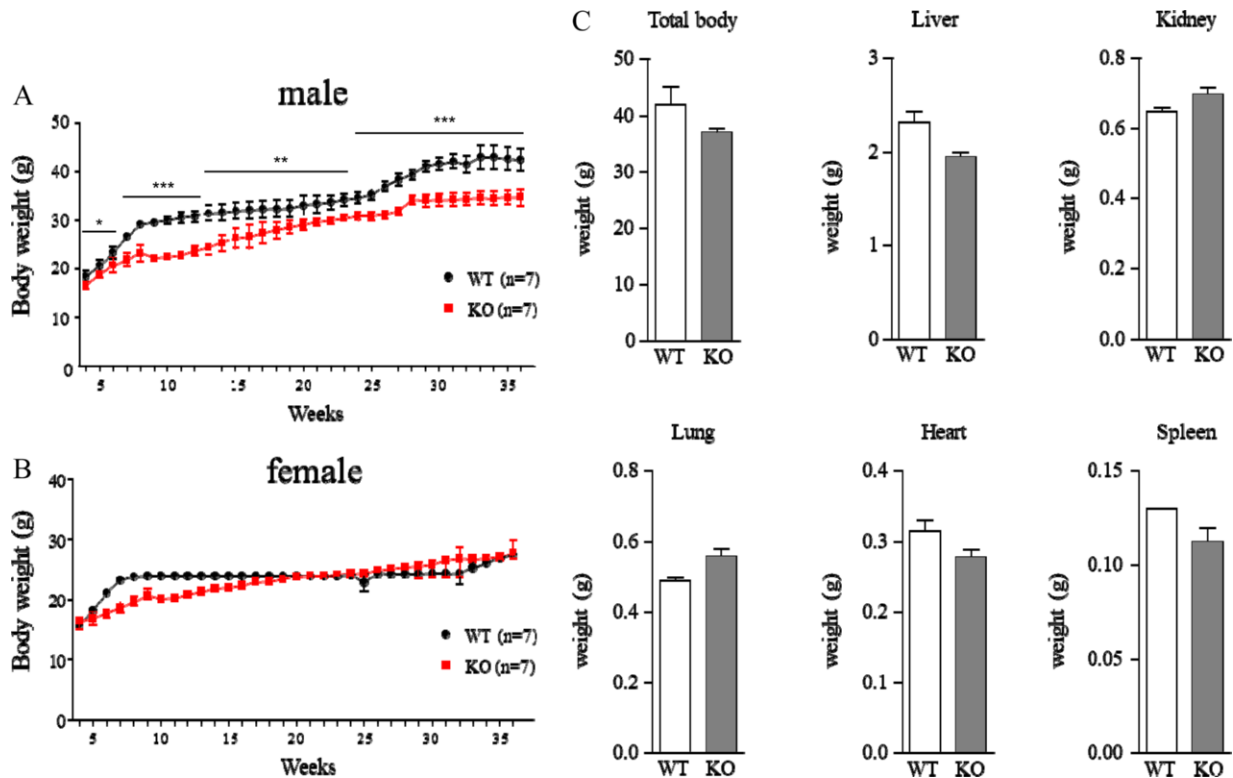 A
male
Body weight (g)
50
40
30
20
10
0
*
***
**
***
WT (n=7)
KO (n=7)
5
10
15
20
25
30
35
Weeks
B
female
Body weight (g)
40
30
20
10
0
WT (n=7)
KO (n=7)
5
10
15
20
25
30
35
Weeks
C
Total body
weight (g)
50
40
30
20
10
0
WT KO
Liver
weight (g)
3
2
1
0
WT KO
Kidney
weight (g)
0.8
0.6
0.4
0.2
0.0
WT KO
Lung
weight (g)
0.8
0.6
0.4
0.2
0.0
WT KO
Heart
weight (g)
0.4
0.3
0.2
0.1
0.0
WT KO
Spleen
weight (g)
0.15
0.10
0.05
0.00
WT KO